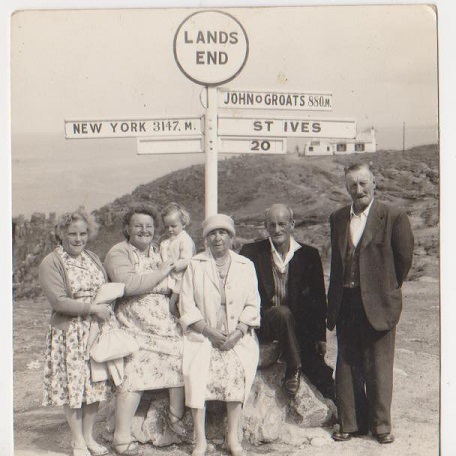 LANDS
END
JOHN O GROATS 880M.
NEW YORK 3147. M.
ST IVES
20